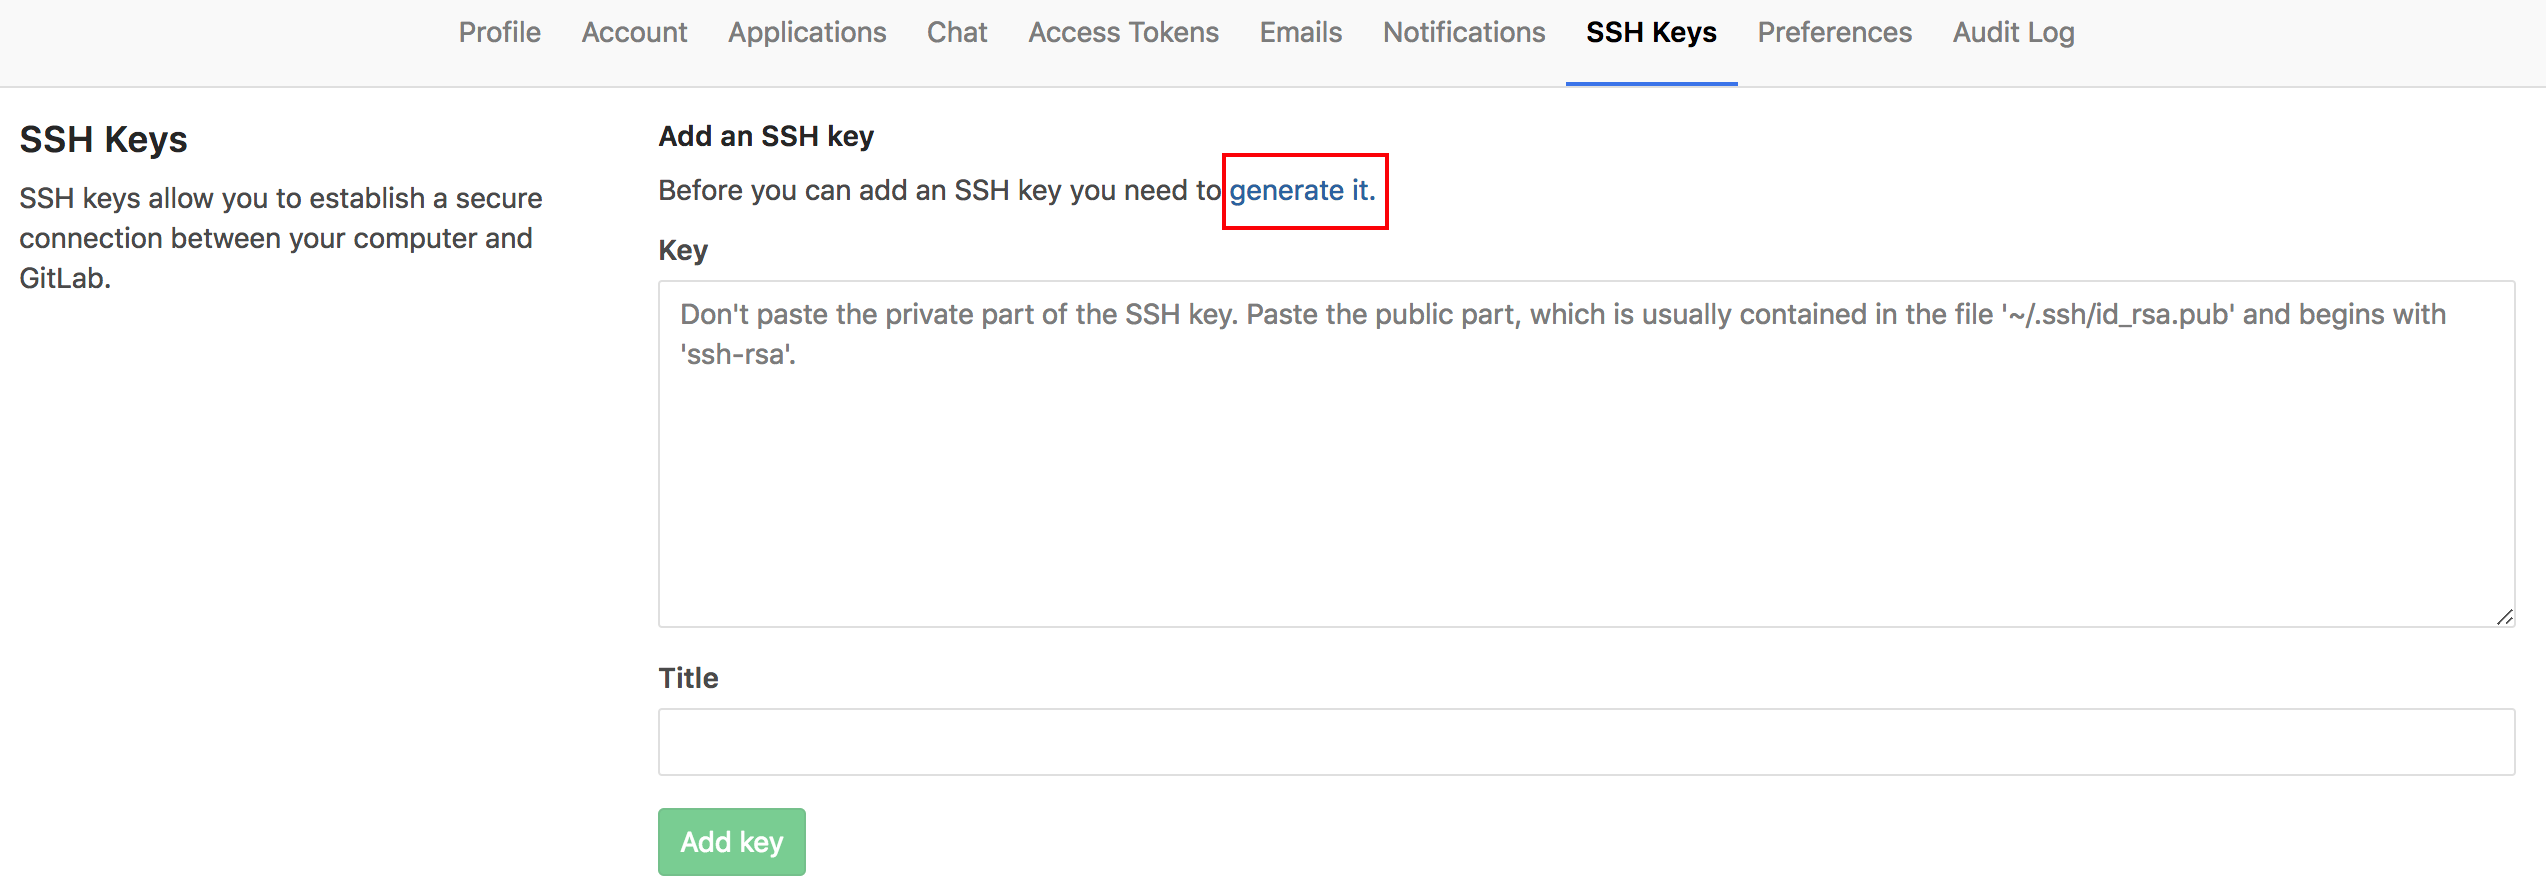 Profile Account Applications Chat Access Tokens Emails Notifications SSH Keys Preferences Audit Log
SSH Keys
SSH keys allow you to establish a secure
connection between your computer and
GitLab.
Add an SSH key
Before you can add an SSH key you need to generate it.
Key
Don't paste the private part of the SSH key. Paste the public part, which is usually contained in the file '~/.ssh/id_rsa.pub' and begins with
'ssh-rsa'.
Title
Add key